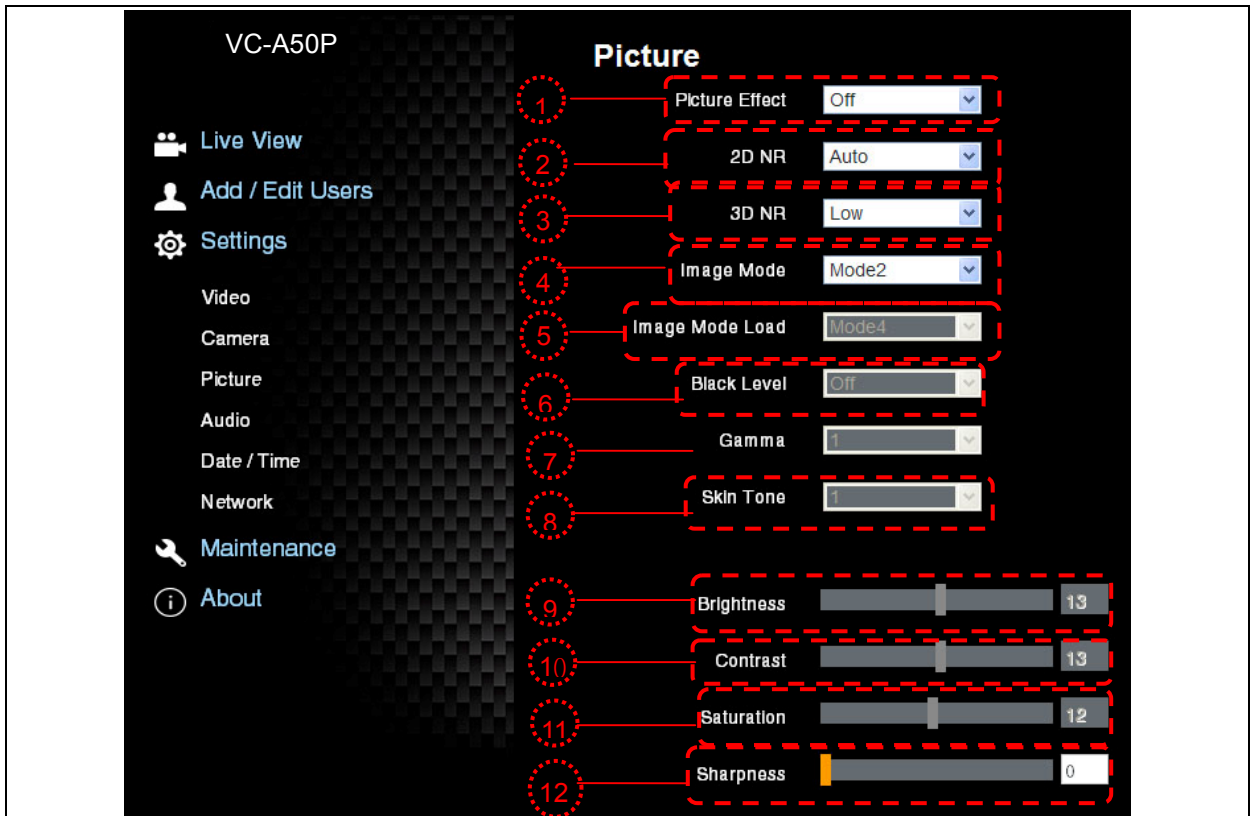 VC-A50P
Live View
Add / Edit Users
Settings
Video
Camera
Picture
Audio
Date / Time
Network
Maintenance
About
Picture
1 Picture Effect Off
2 2D NR Auto
3 3D NR Low
4 Image Mode Mode2
5 Image Mode Load Mode4
6 Black Level Off
7 Gamma 1
8 Skin Tone 1
9 Brightness 13
10 Contrast 13
11 Saturation 12
12 Sharpness 0